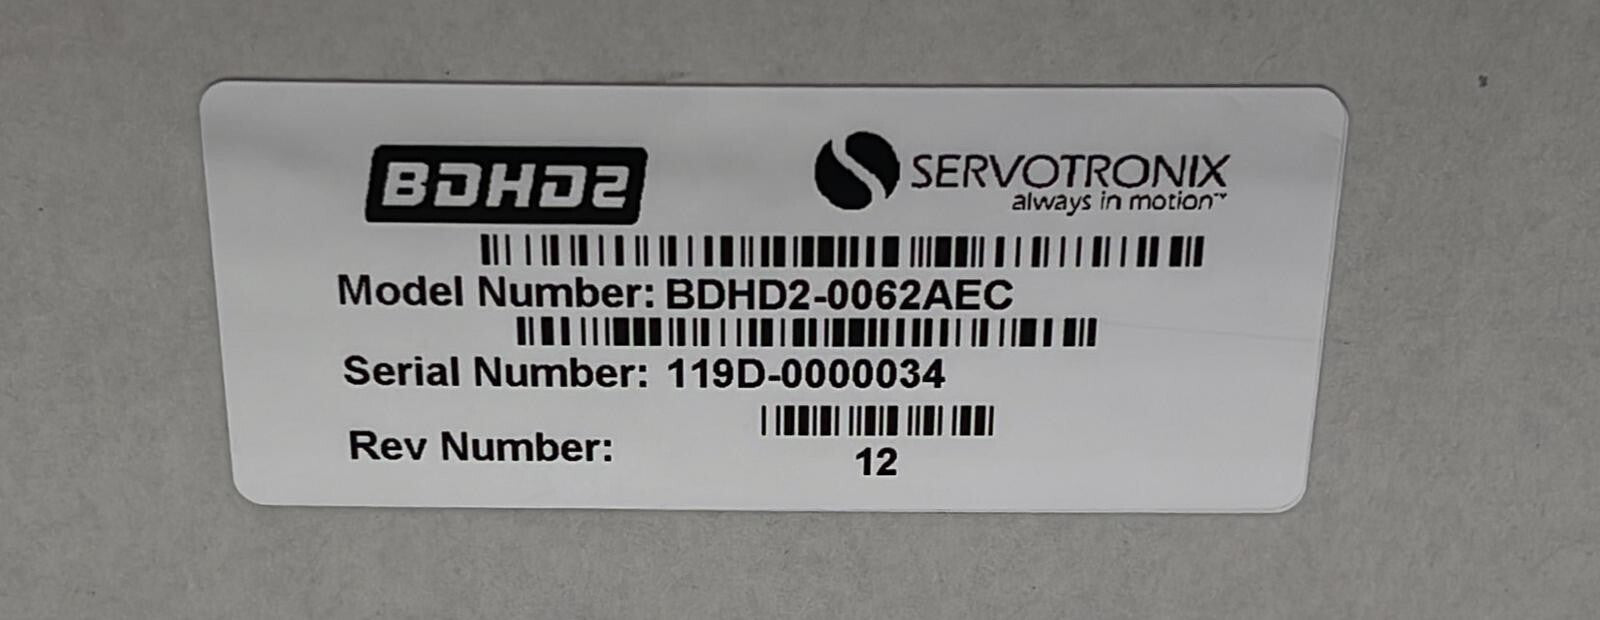 BDHD2
SERVOTRONIX
always in motion™
Model Number: BDHD2-0062AEC
Serial Number: 119D-0000034
Rev Number:
12